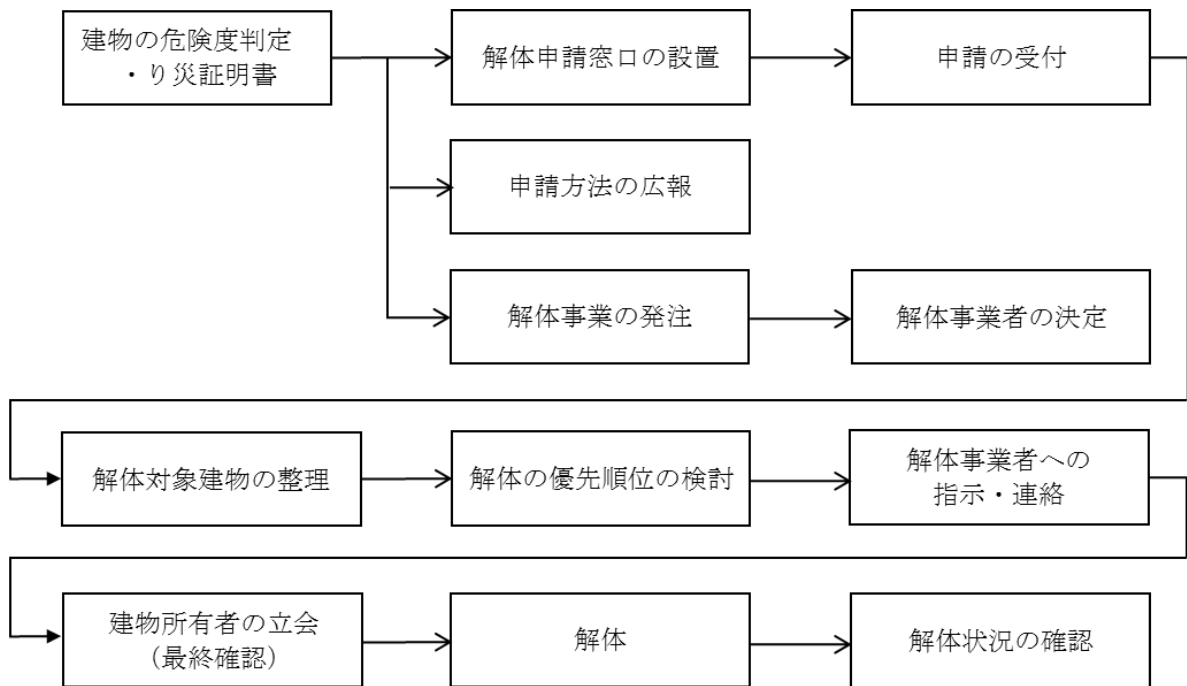 建物の危険度判定
・り災証明書
解体申請窓口の設置
申請の受付
申請方法の広報
解体事業の発注
解体事業者の決定
解体対象建物の整理
解体の優先順位の検討
解体事業者への
指示・連絡
建物所有者の立会
（最終確認）
解体
解体状況の確認